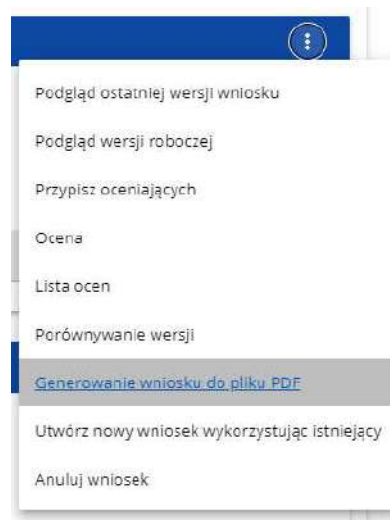 Podgląd ostatniej wersji wniosku
Podgląd wersji roboczej
Przypisz oceniających
Ocena
Lista ocen
Porównywanie wersji
Generowanie wniosku do pliku PDF
Utwórz nowy wniosek wykorzystując istniejący
Anuluj wniosek